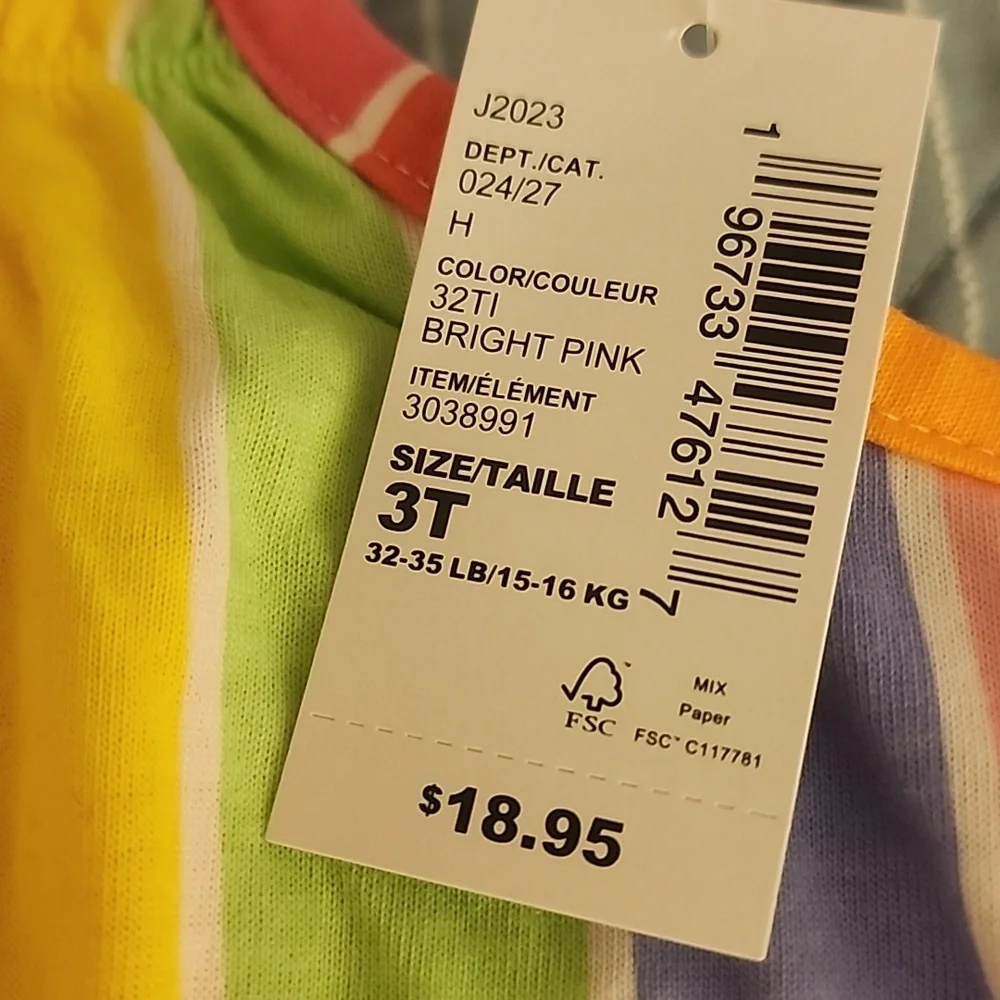 J2023
DEPT./CAT.
024/27
H
COLOR/COULEUR
32TI
BRIGHT PINK
ITEM/ÉLÉMENT
3038991
SIZE/TAILLE
3T
32-35 LB/15-16 KG
1 96733 47612 7
FSC
MIX
Paper
FSC™ C117781
$18.95